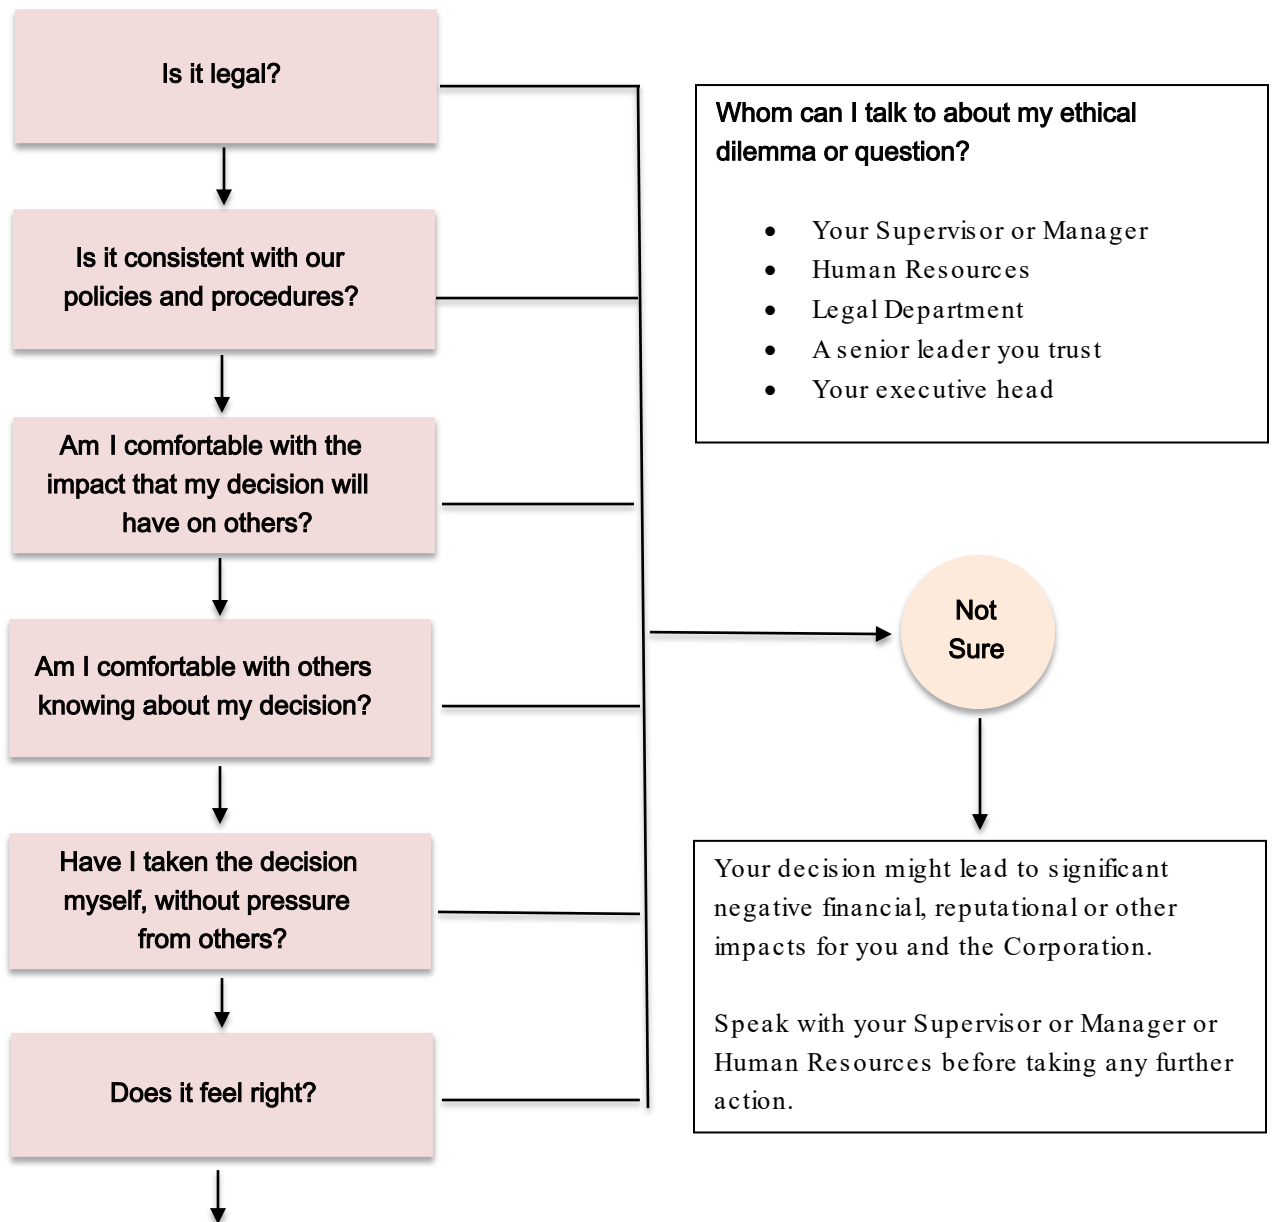 Is it legal?
Is it consistent with our
policies and procedures?
Am I comfortable with the
impact that my decision will
have on others?
Am I comfortable with others
knowing about my decision?
Have I taken the decision
myself, without pressure
from others?
Does it feel right?
Whom can I talk to about my ethical
dilemma or question?
• Your Supervisor or Manager
• Human Resources
• Legal Department
• A senior leader you trust
• Your executive head
Not
Sure
Your decision might lead to significant
negative financial, reputational or other
impacts for you and the Corporation.
Speak with your Supervisor or Manager or
Human Resources before taking any further
action.